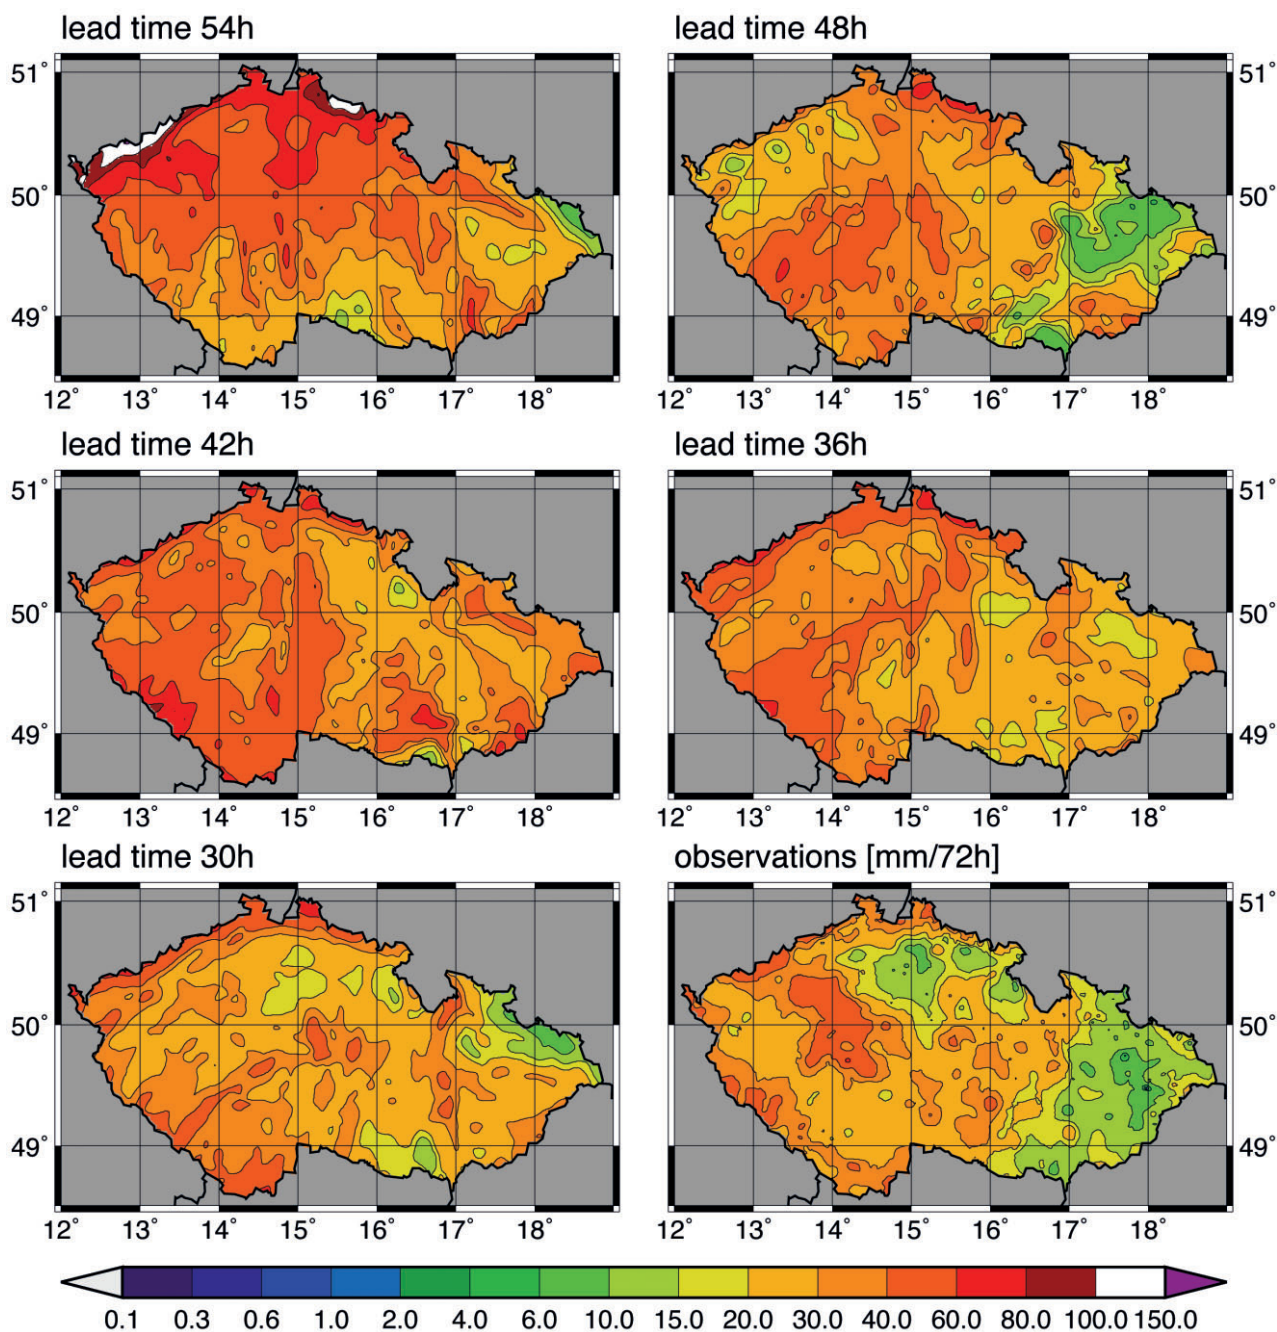 lead time 54h
lead time 48h
51° 51°
50° 50°
49° 49°
12° 13° 14° 15° 16° 17° 18° 12° 13° 14° 15° 16° 17° 18°
lead time 42h
lead time 36h
51° 51°
50° 50°
49° 49°
12° 13° 14° 15° 16° 17° 18° 12° 13° 14° 15° 16° 17° 18°
lead time 30h
observations [mm/72h]
51° 51°
50° 50°
49° 49°
12° 13° 14° 15° 16° 17° 18° 12° 13° 14° 15° 16° 17° 18°
0.1 0.3 0.6 1.0 2.0 4.0 6.0 10.0 15.0 20.0 30.0 40.0 60.0 80.0 100.0 150.0